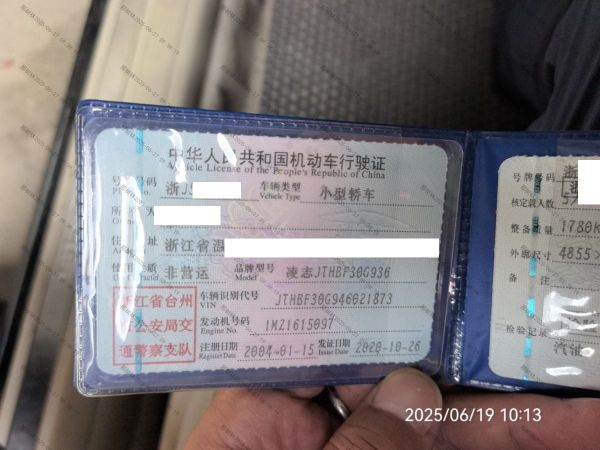 中华人民共和国机动车行驶证
Vehicle License of the People's Republic of China
号牌号码 浙J5 车辆类型 小型轿车
Vehicle Type
所 人
住 址 浙江省温
Address
使用性质 非营运 品牌型号 凌志JTHBF30G936
Use Character Model
浙江省台州
市公安局交
通警察支队
车辆识别代号 JTHBF30G946021873
VIN
发动机号码 1MZ1615097
Engine No.
注册日期 2004-01-15 发证日期 2020-10-26
Register Date Issue Date
号牌号码 浙
核定载人数 5人
整备质量 1780K
外廓尺寸 4855×
备 注
检验记录
汽油
2025/06/19 10:13